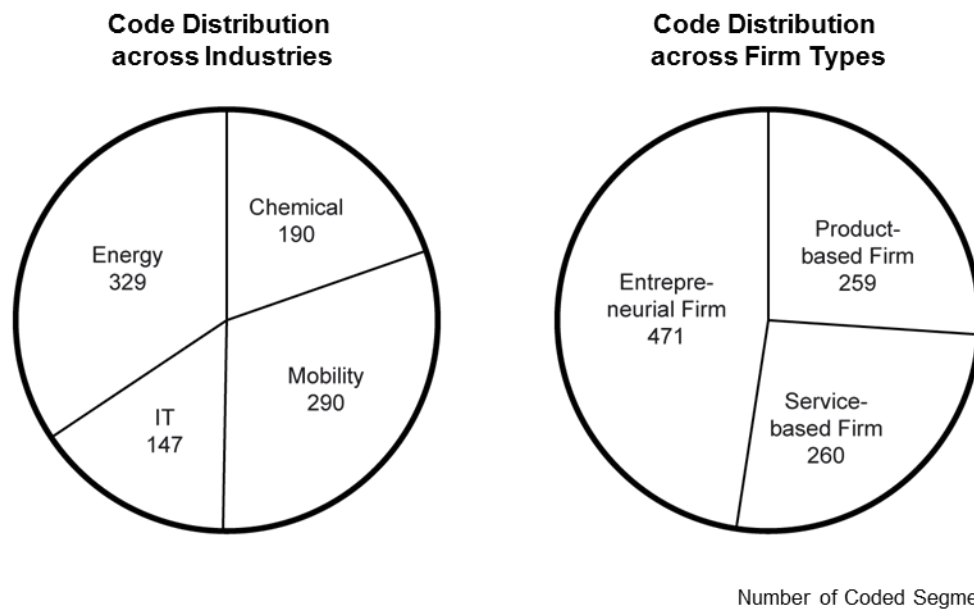 Code Distribution
across Industries
Chemical
190
Energy
329
Mobility
290
IT
147
Code Distribution
across Firm Types
Product-
based Firm
259
Entrepre-
neurial Firm
471
Service-
based Firm
260
Number of Coded Segme